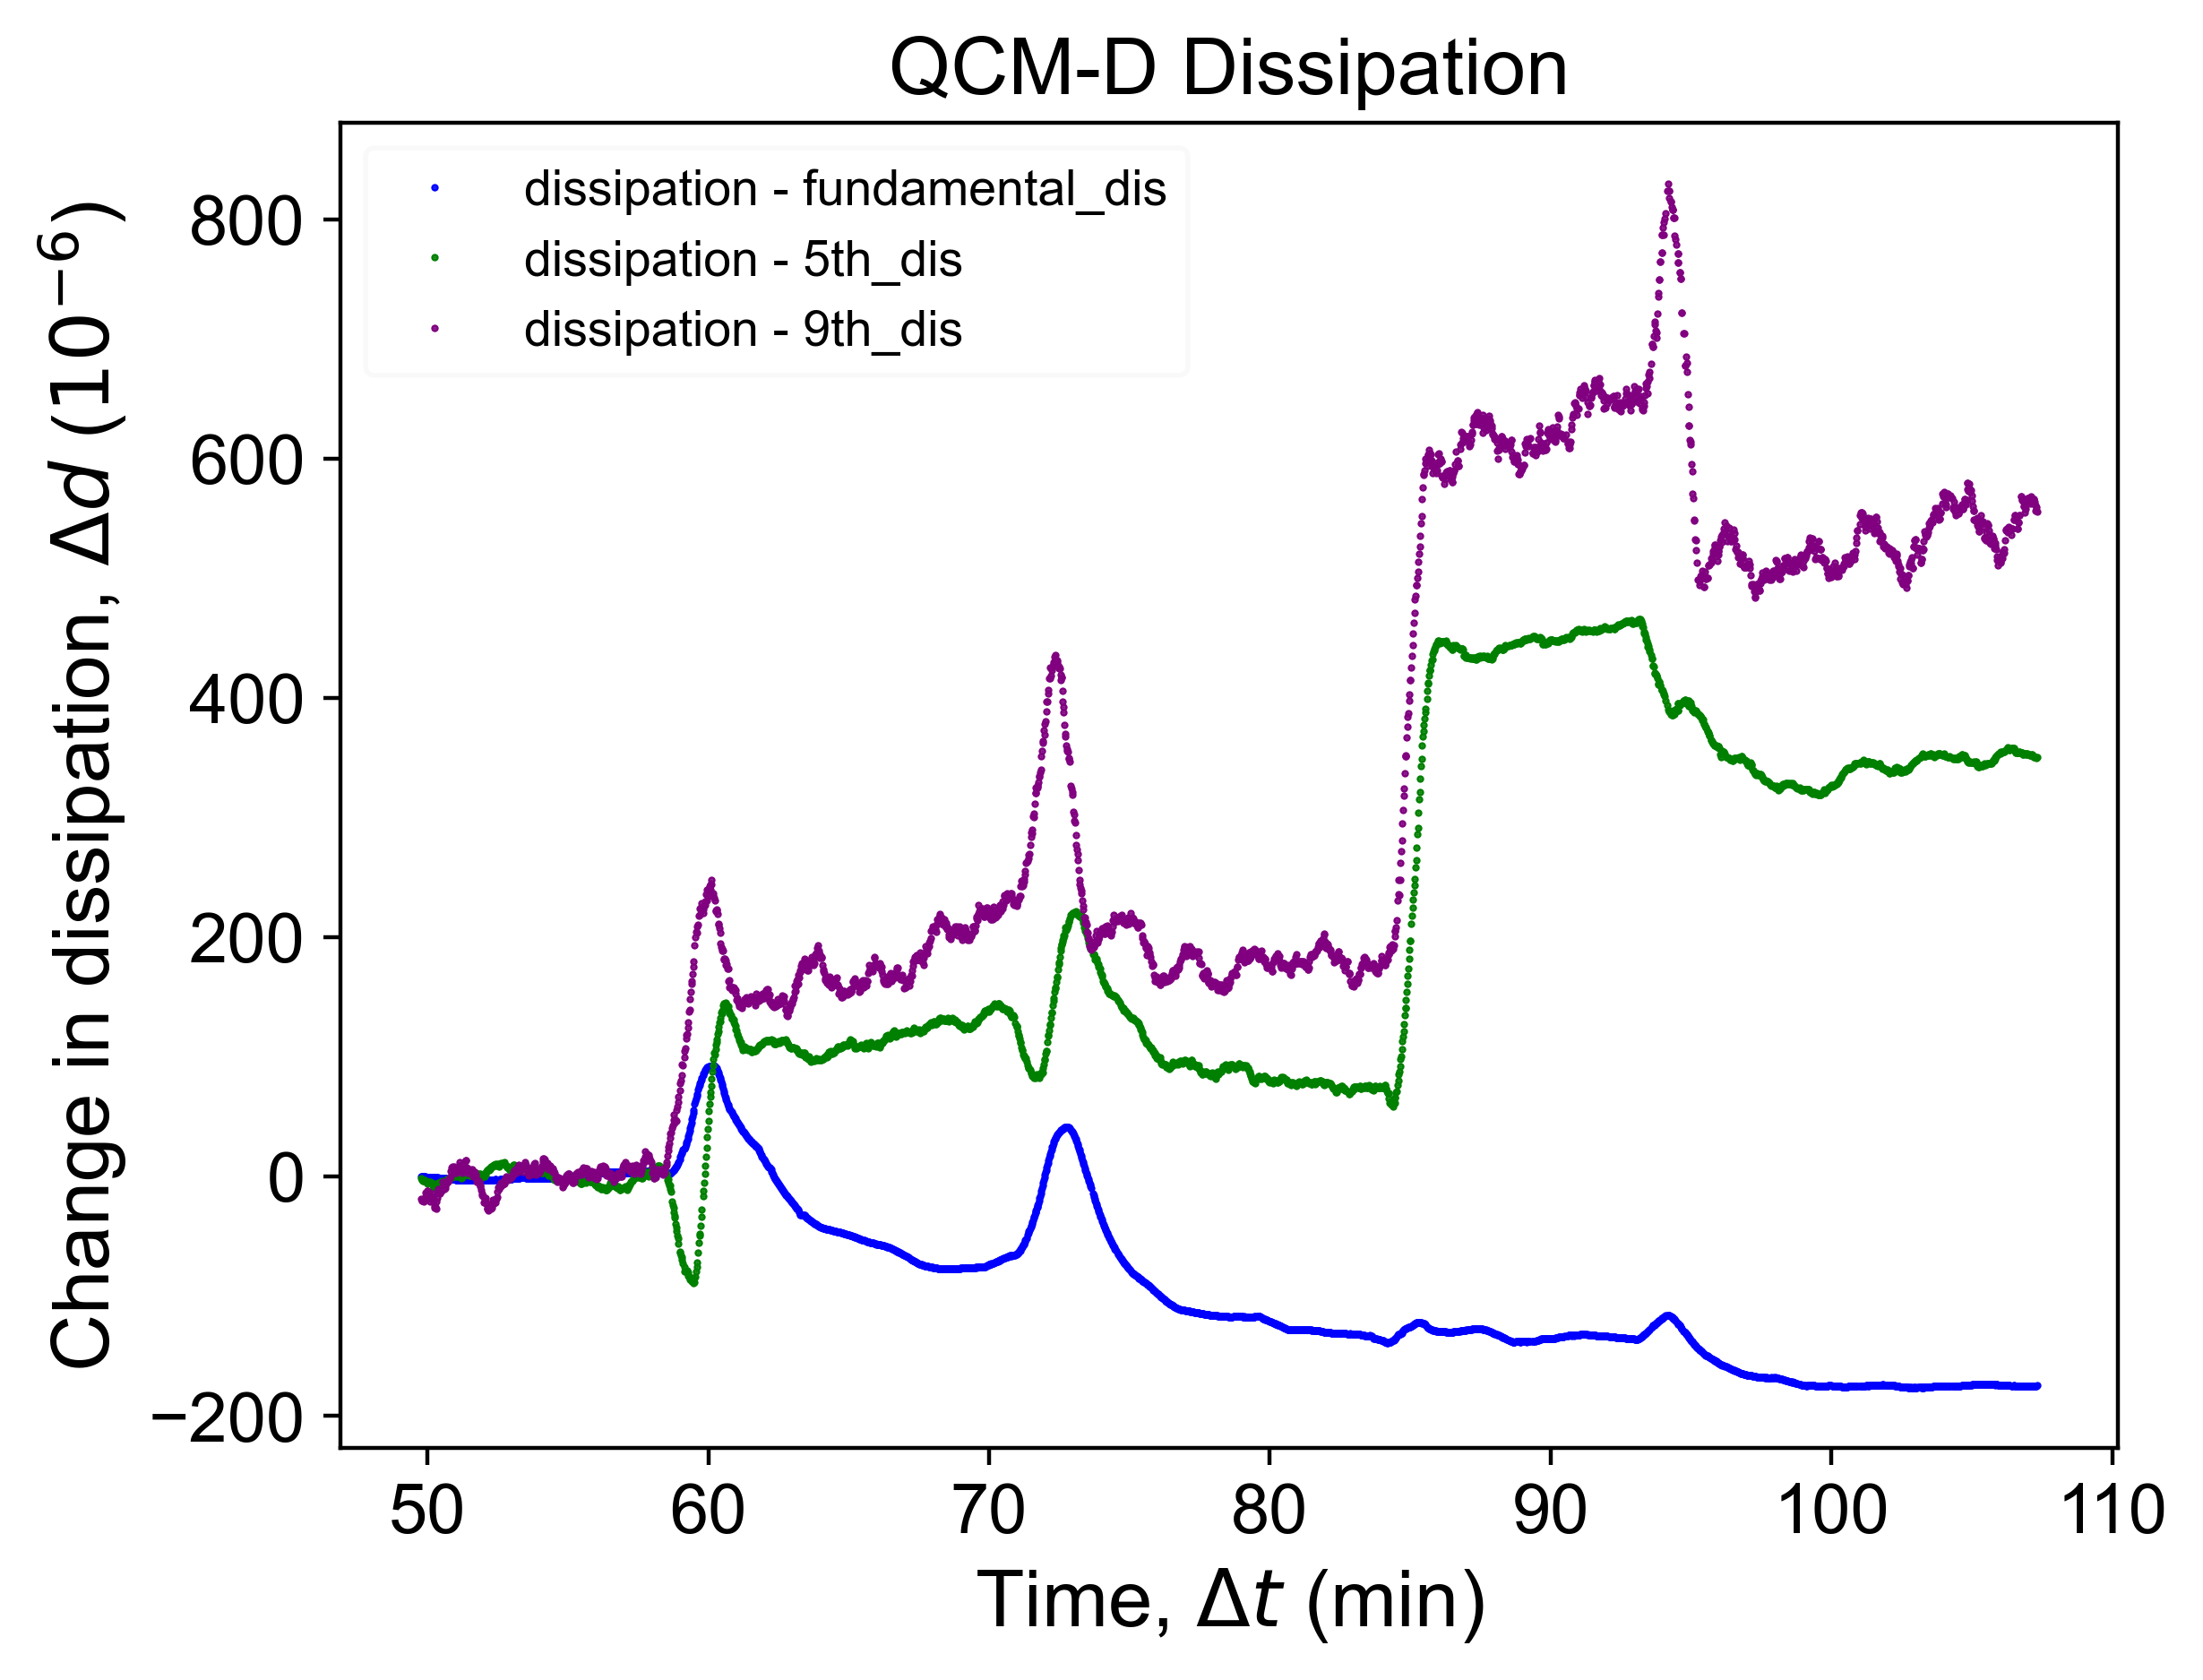 QCM-D Dissipation
dissipation - fundamental_dis
dissipation - 5th_dis
dissipation - 9th_dis
Change in dissipation, Δd (10⁻⁶)
800
600
400
200
0
−200
50 60 70 80 90 100 110
Time, Δt (min)